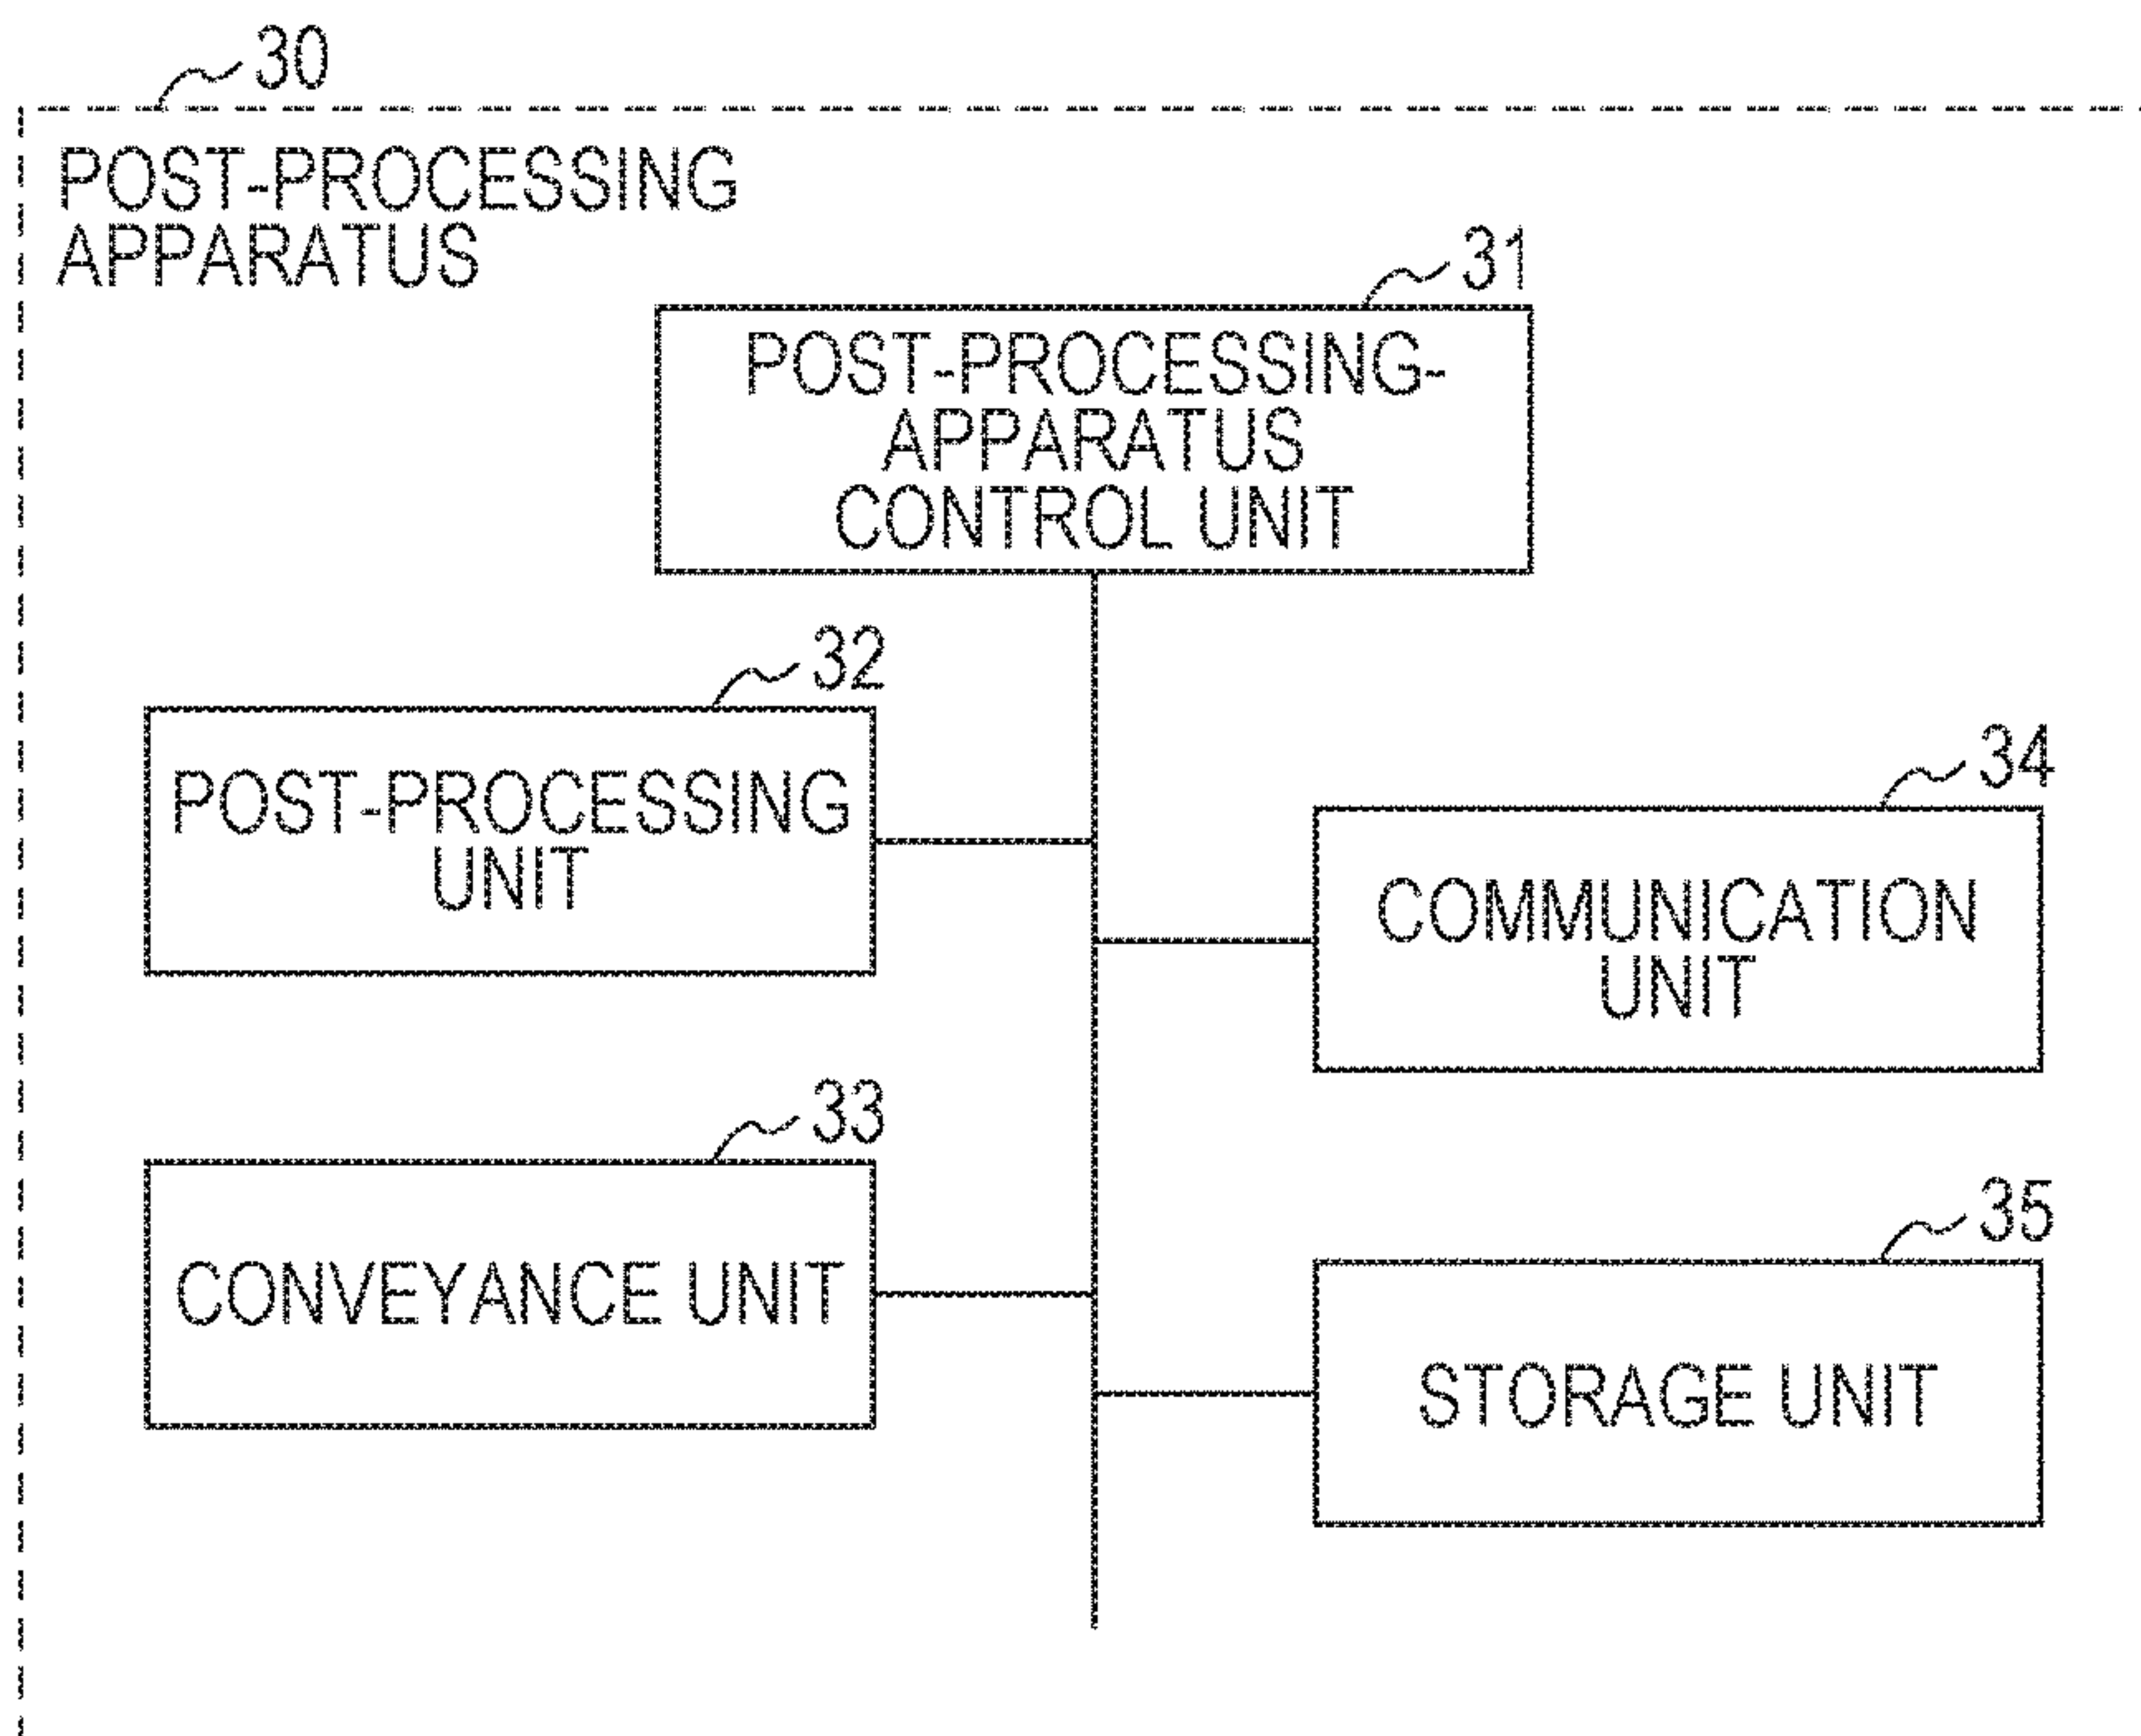 30
POST-PROCESSING
APPARATUS
31
POST-PROCESSING-
APPARATUS
CONTROL UNIT
32
POST-PROCESSING
UNIT
34
COMMUNICATION
UNIT
33
CONVEYANCE UNIT
35
STORAGE UNIT